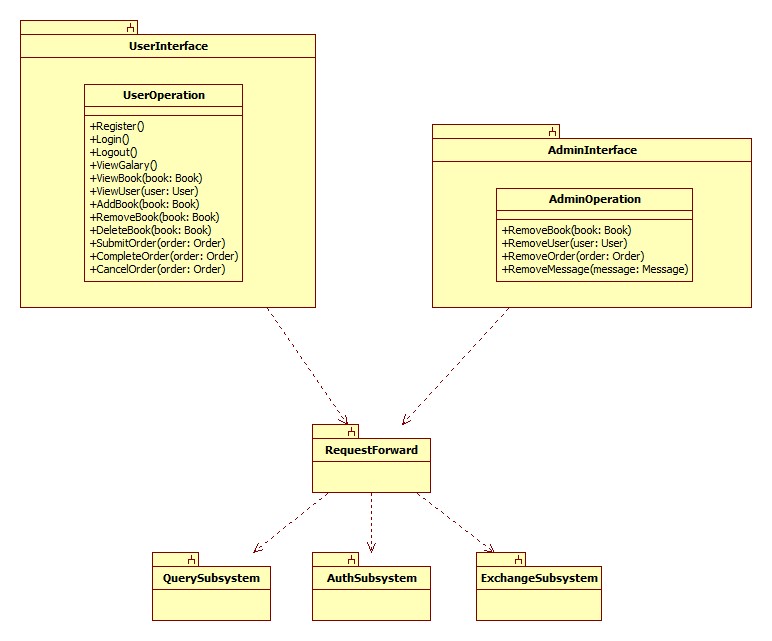 UserInterface
UserOperation
+Register()
+Login()
+Logout()
+ViewGalary()
+ViewBook(book: Book)
+ViewUser(user: User)
+AddBook(book: Book)
+RemoveBook(book: Book)
+DeleteBook(book: Book)
+SubmitOrder(order: Order)
+CompleteOrder(order: Order)
+CancelOrder(order: Order)
AdminInterface
AdminOperation
+RemoveBook(book: Book)
+RemoveUser(user: User)
+RemoveOrder(order: Order)
+RemoveMessage(message: Message)
RequestForward
QuerySubsystem
AuthSubsystem
ExchangeSubsystem